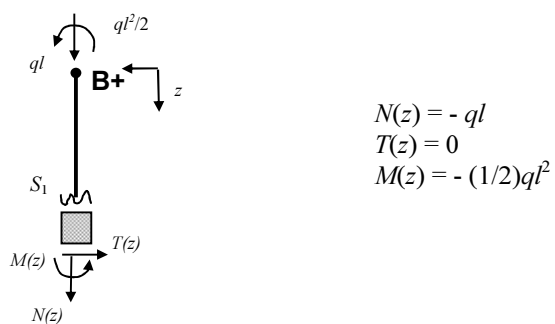 ql²/2
ql
B+
z
N(z) = - ql
T(z) = 0
M(z) = - (1/2)ql²
S₁
T(z)
M(z)
N(z)